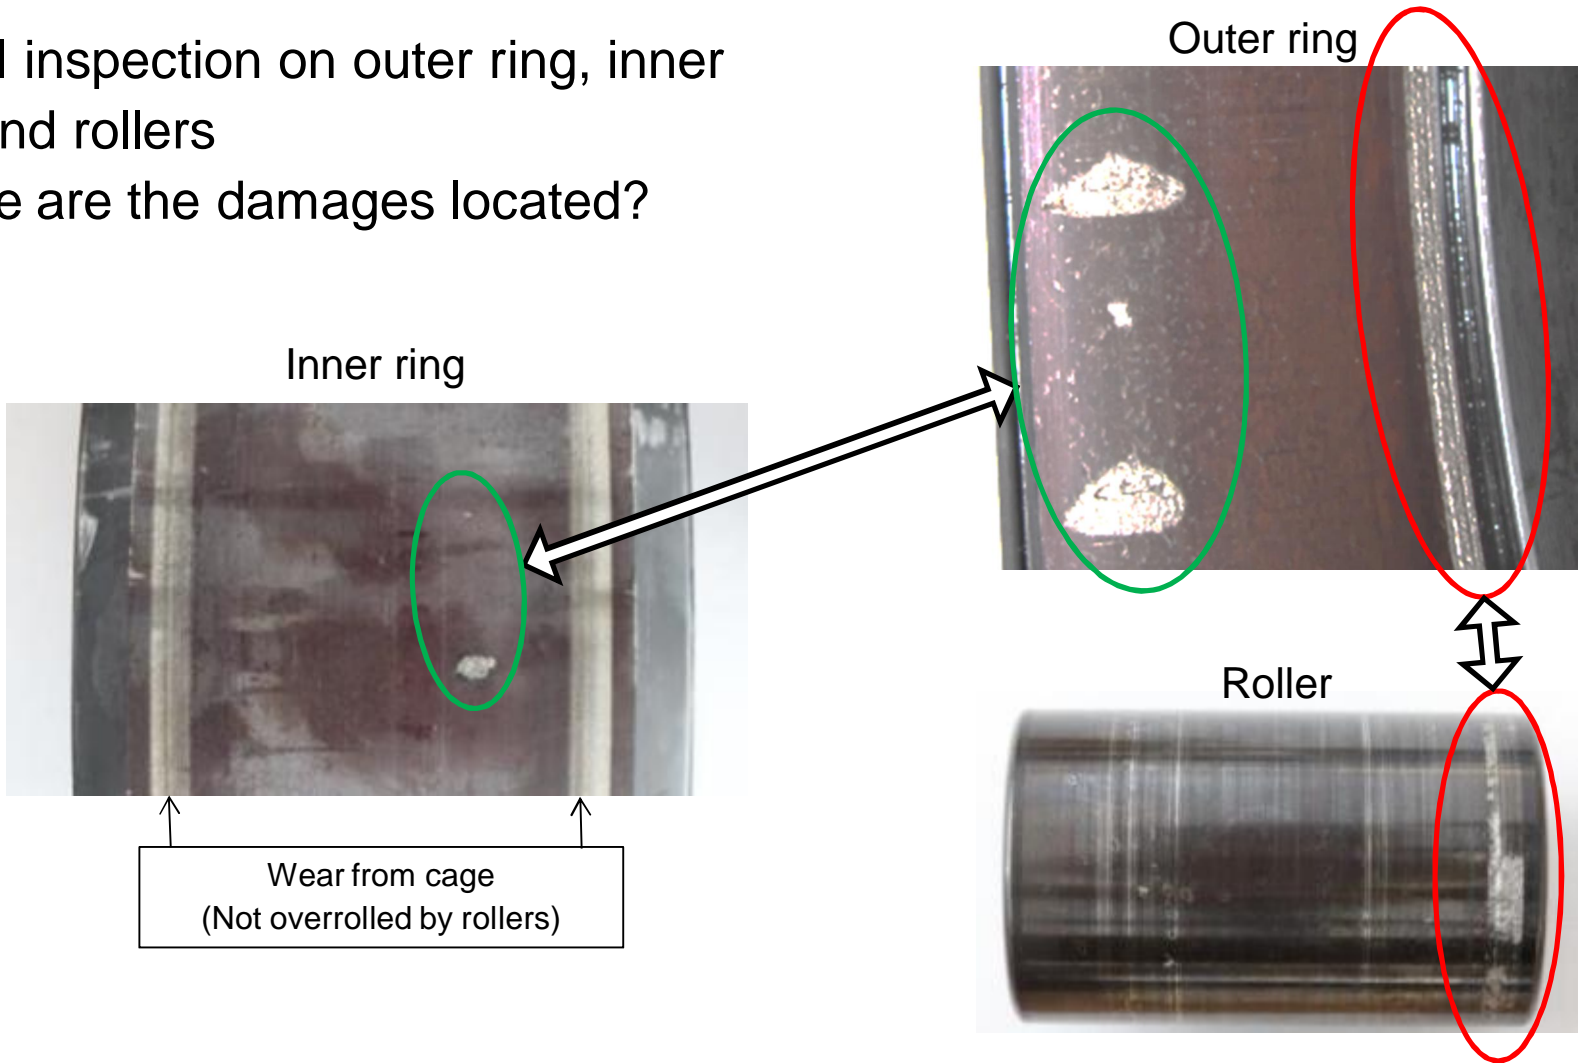 inspection on outer ring, inner
nd rollers
e are the damages located?
Outer ring
Inner ring
Roller
Wear from cage
(Not overrolled by rollers)